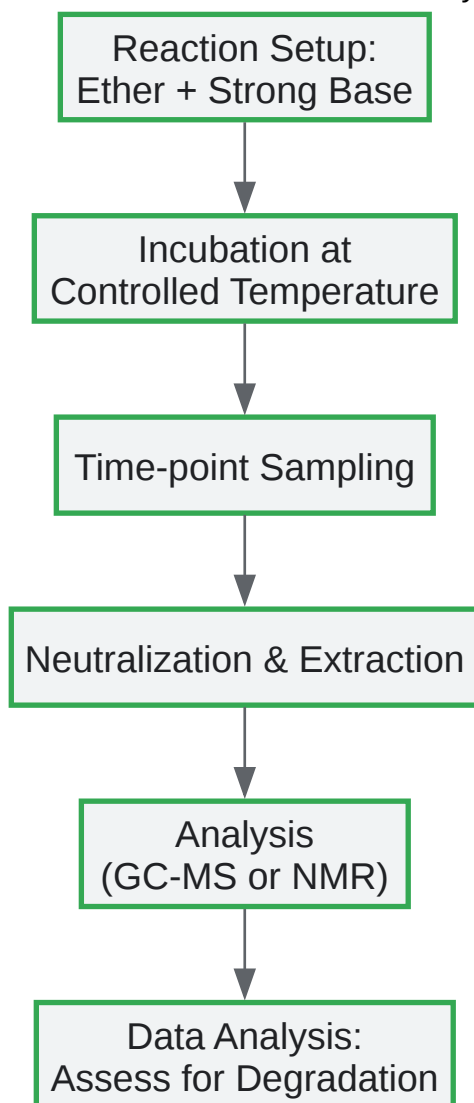 Reaction Setup:
Ether + Strong Base
Incubation at
Controlled Temperature
Time-point Sampling
Neutralization & Extraction
Analysis
(GC-MS or NMR)
Data Analysis:
Assess for Degradation